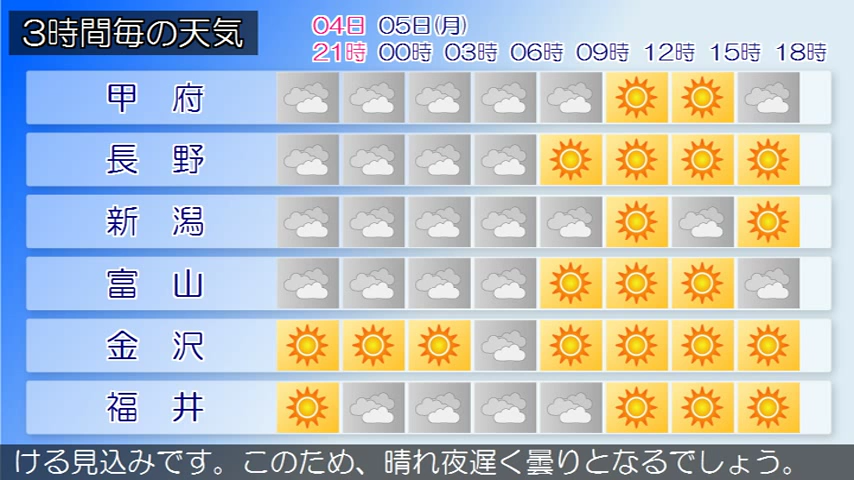 3時間毎の天気
04日 05日(月)
21時 00時 03時 06時 09時 12時 15時 18時
甲府
長野
新潟
富山
金沢
福井
ける見込みです。このため、晴れ夜遅く曇りとなるでしょう。